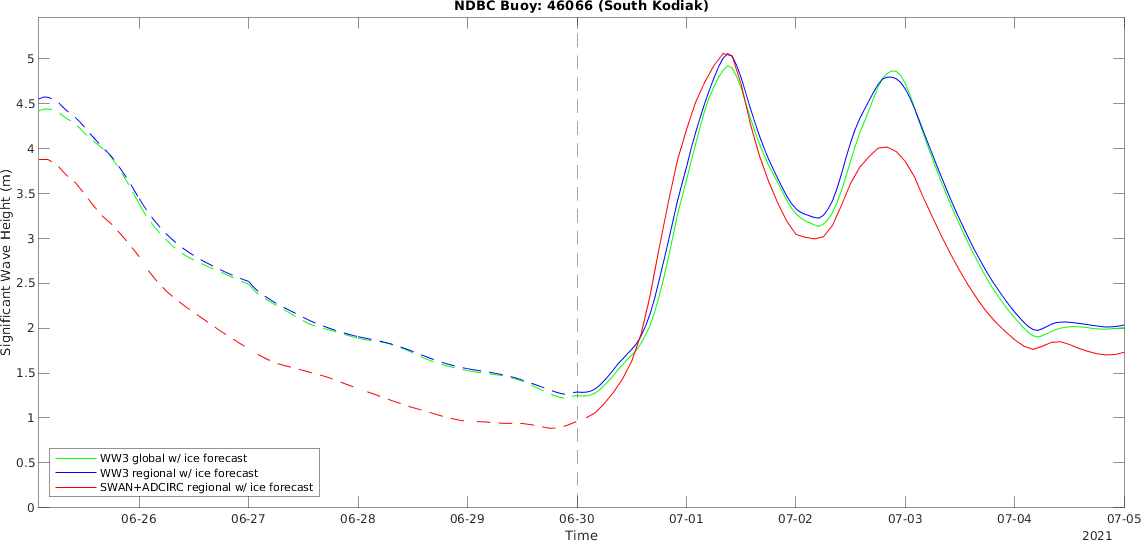 NDBC Buoy: 46066 (South Kodiak)
Significant Wave Height (m)
5
4.5
4
3.5
3
2.5
2
1.5
1
0.5
0
WW3 global w/ ice forecast
WW3 regional w/ ice forecast
SWAN+ADCIRC regional w/ ice forecast
06-26 06-27 06-28 06-29 06-30 07-01 07-02 07-03 07-04 07-05
Time
2021